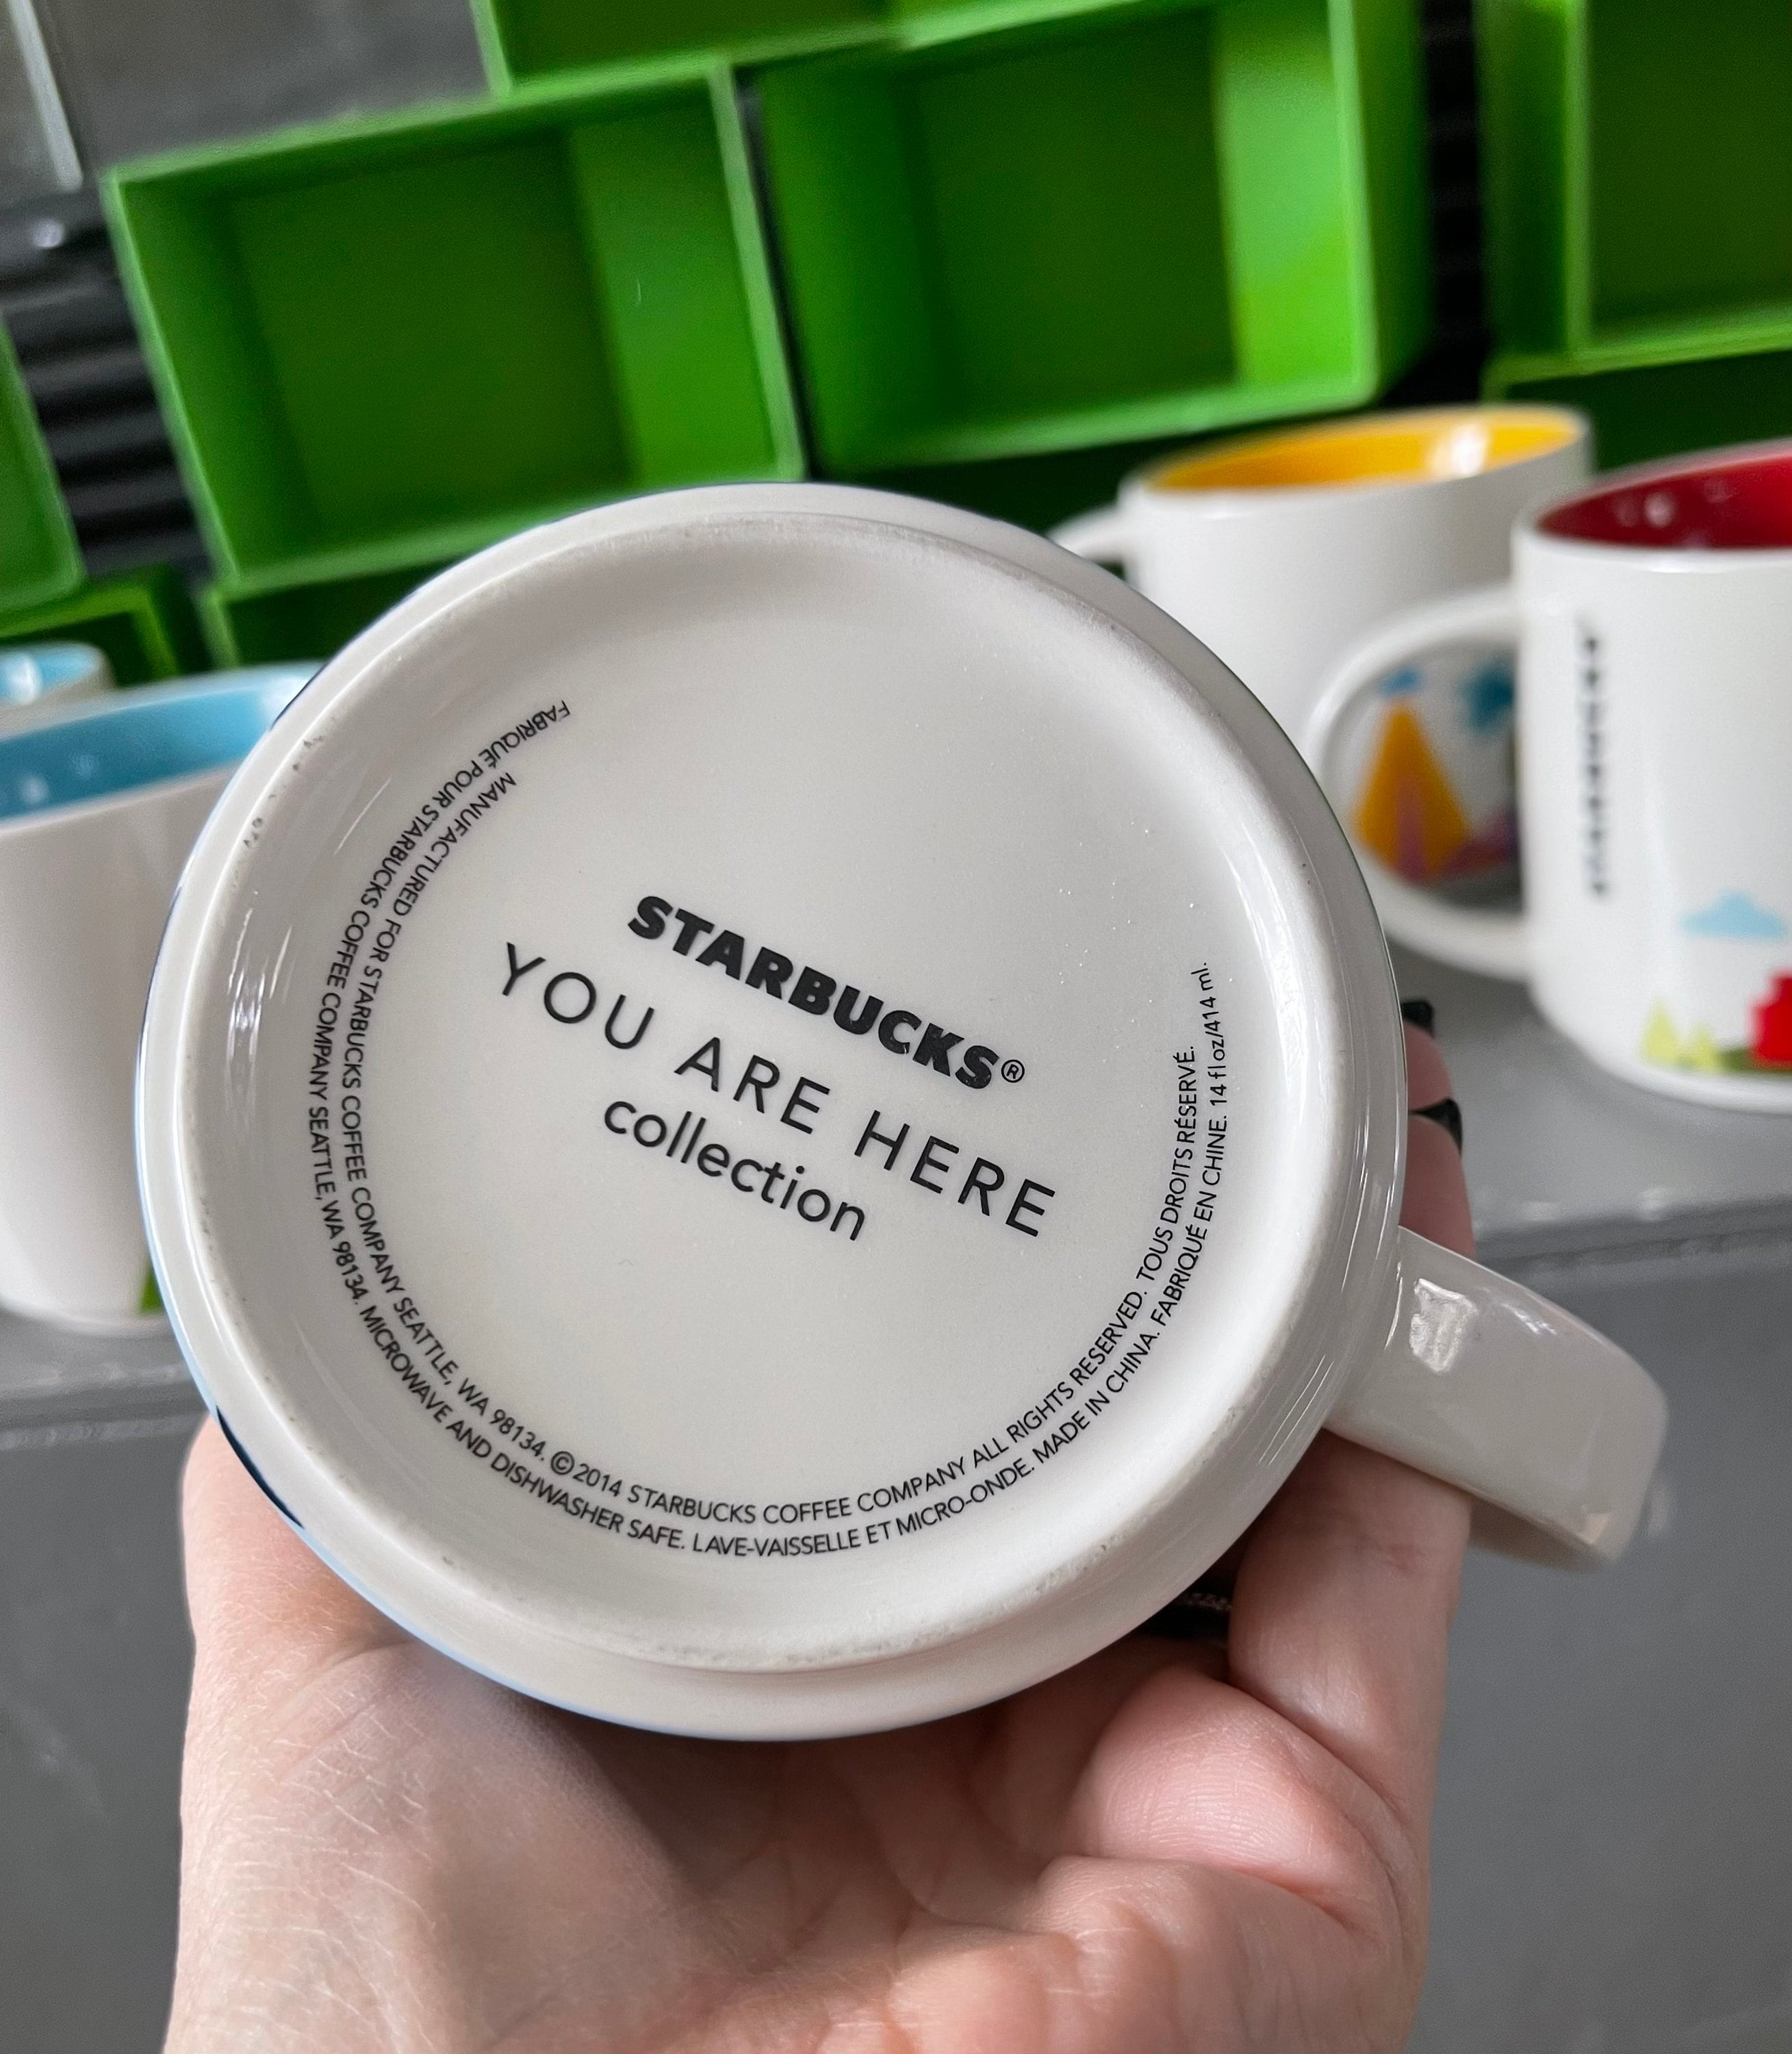 STARBUCKS®
YOU ARE HERE
collection
MANUFACTURED FOR STARBUCKS COFFEE COMPANY SEATTLE, WA 98134. ©2014 STARBUCKS COFFEE COMPANY ALL RIGHTS RESERVED. TOUS DROITS RÉSERVÉ.
FABRIQUÉ POUR STARBUCKS COFFEE COMPANY SEATTLE, WA 98134. MICROWAVE AND DISHWASHER SAFE. LAVE-VAISSELLE ET MICRO-ONDE. MADE IN CHINA. FABRIQUÉ EN CHINE. 14 fl oz/414 ml.